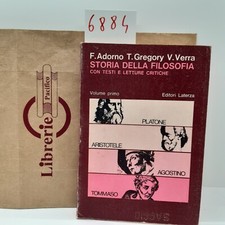 6884
F. Adorno T. Gregory V. Verra
STORIA DELLA FILOSOFIA
CON TESTI E LETTURE CRITICHE
Volume primo
Editori Laterza
PLATONE
ARISTOTELE
AGOSTINO
TOMMASO
Librerie
Pacifico